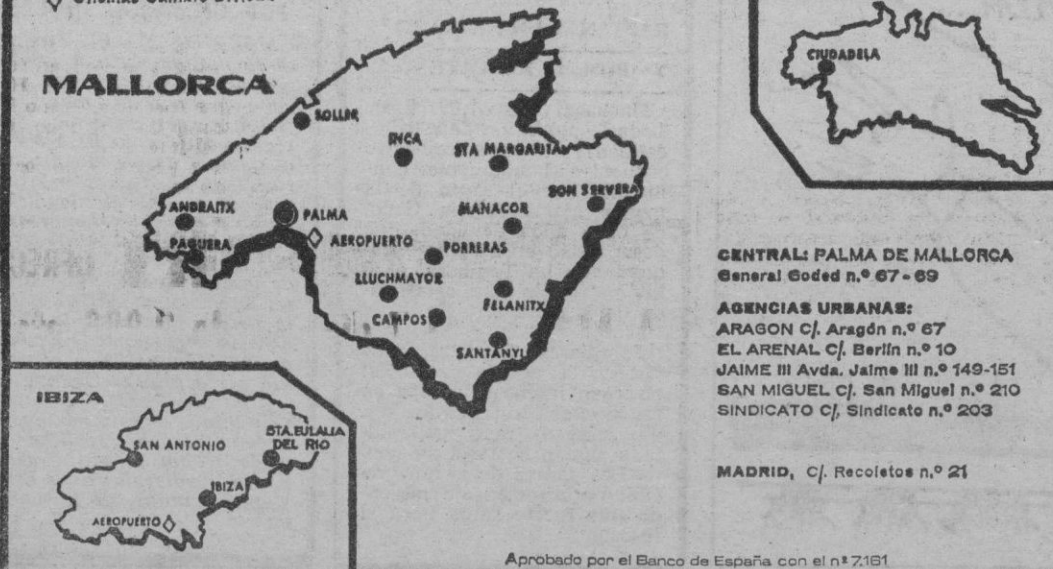 MALLORCA
SOLLER
INCA
STA MARGARITA
SON SERVERA
ANDRAITX
PALMA
MANACOR
PAGUERA
AEROPUERTO
PORRERAS
LLUCHMAYOR
FELANITX
CAMPOS
SANTANYI
CIUDADELA
IBIZA
SAN ANTONIO
STA. EULALIA
DEL RIO
IBIZA
AEROPUERTO
CENTRAL: PALMA DE MALLORCA
General Goded n.º 67-69
AGENCIAS URBANAS:
ARAGON C/. Aragón n.º 67
EL ARENAL C/. Berlín n.º 10
JAIME III Avda. Jaime III n.º 149-151
SAN MIGUEL C/. San Miguel n.º 210
SINDICATO C/. Sindicato n.º 203
MADRID, C/. Recoletos n.º 21
Aprobado por el Banco de España con el nº 7.161